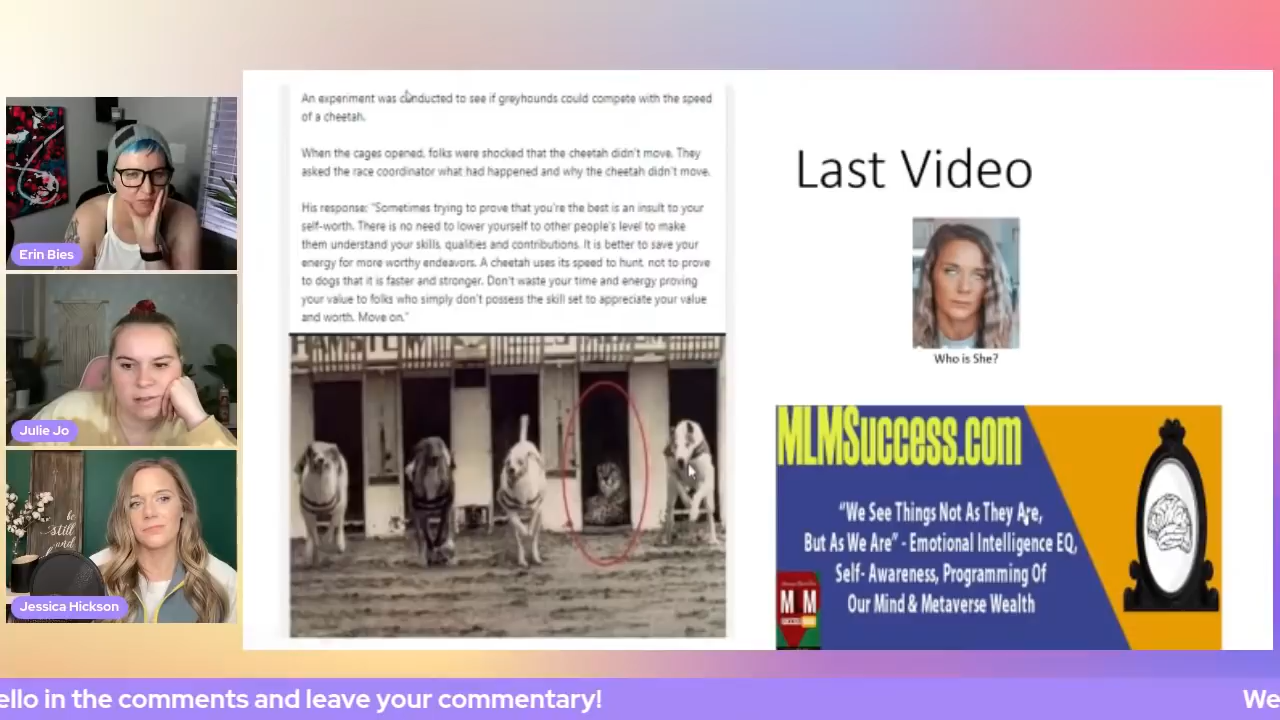 Erin Bies
Julie Jo
Jessica Hickson
be
still
and
An experiment was conducted to see if greyhounds could compete with the speed
of a cheetah.
When the cages opened, folks were shocked that the cheetah didn't move. They
asked the race coordinator what had happened and why the cheetah didn't move.
His response: "Sometimes trying to prove that you're the best is an insult to your
self-worth. There is no need to lower yourself to other people's level to make
them understand your skills, qualities and contributions. It is better to save your
energy for more worthy endeavors. A cheetah uses its speed to hunt, not to prove
to dogs that it is faster and stronger. Don't waste your time and energy proving
your value to folks who simply don't possess the skill set to appreciate your value
and worth. Move on."
Last Video
Who is She?
MLMSuccess.com
"We See Things Not As They Are,
But As We Are" - Emotional Intelligence EQ,
Self- Awareness, Programming Of
Our Mind & Metaverse Wealth
ello in the comments and leave your commentary!
We